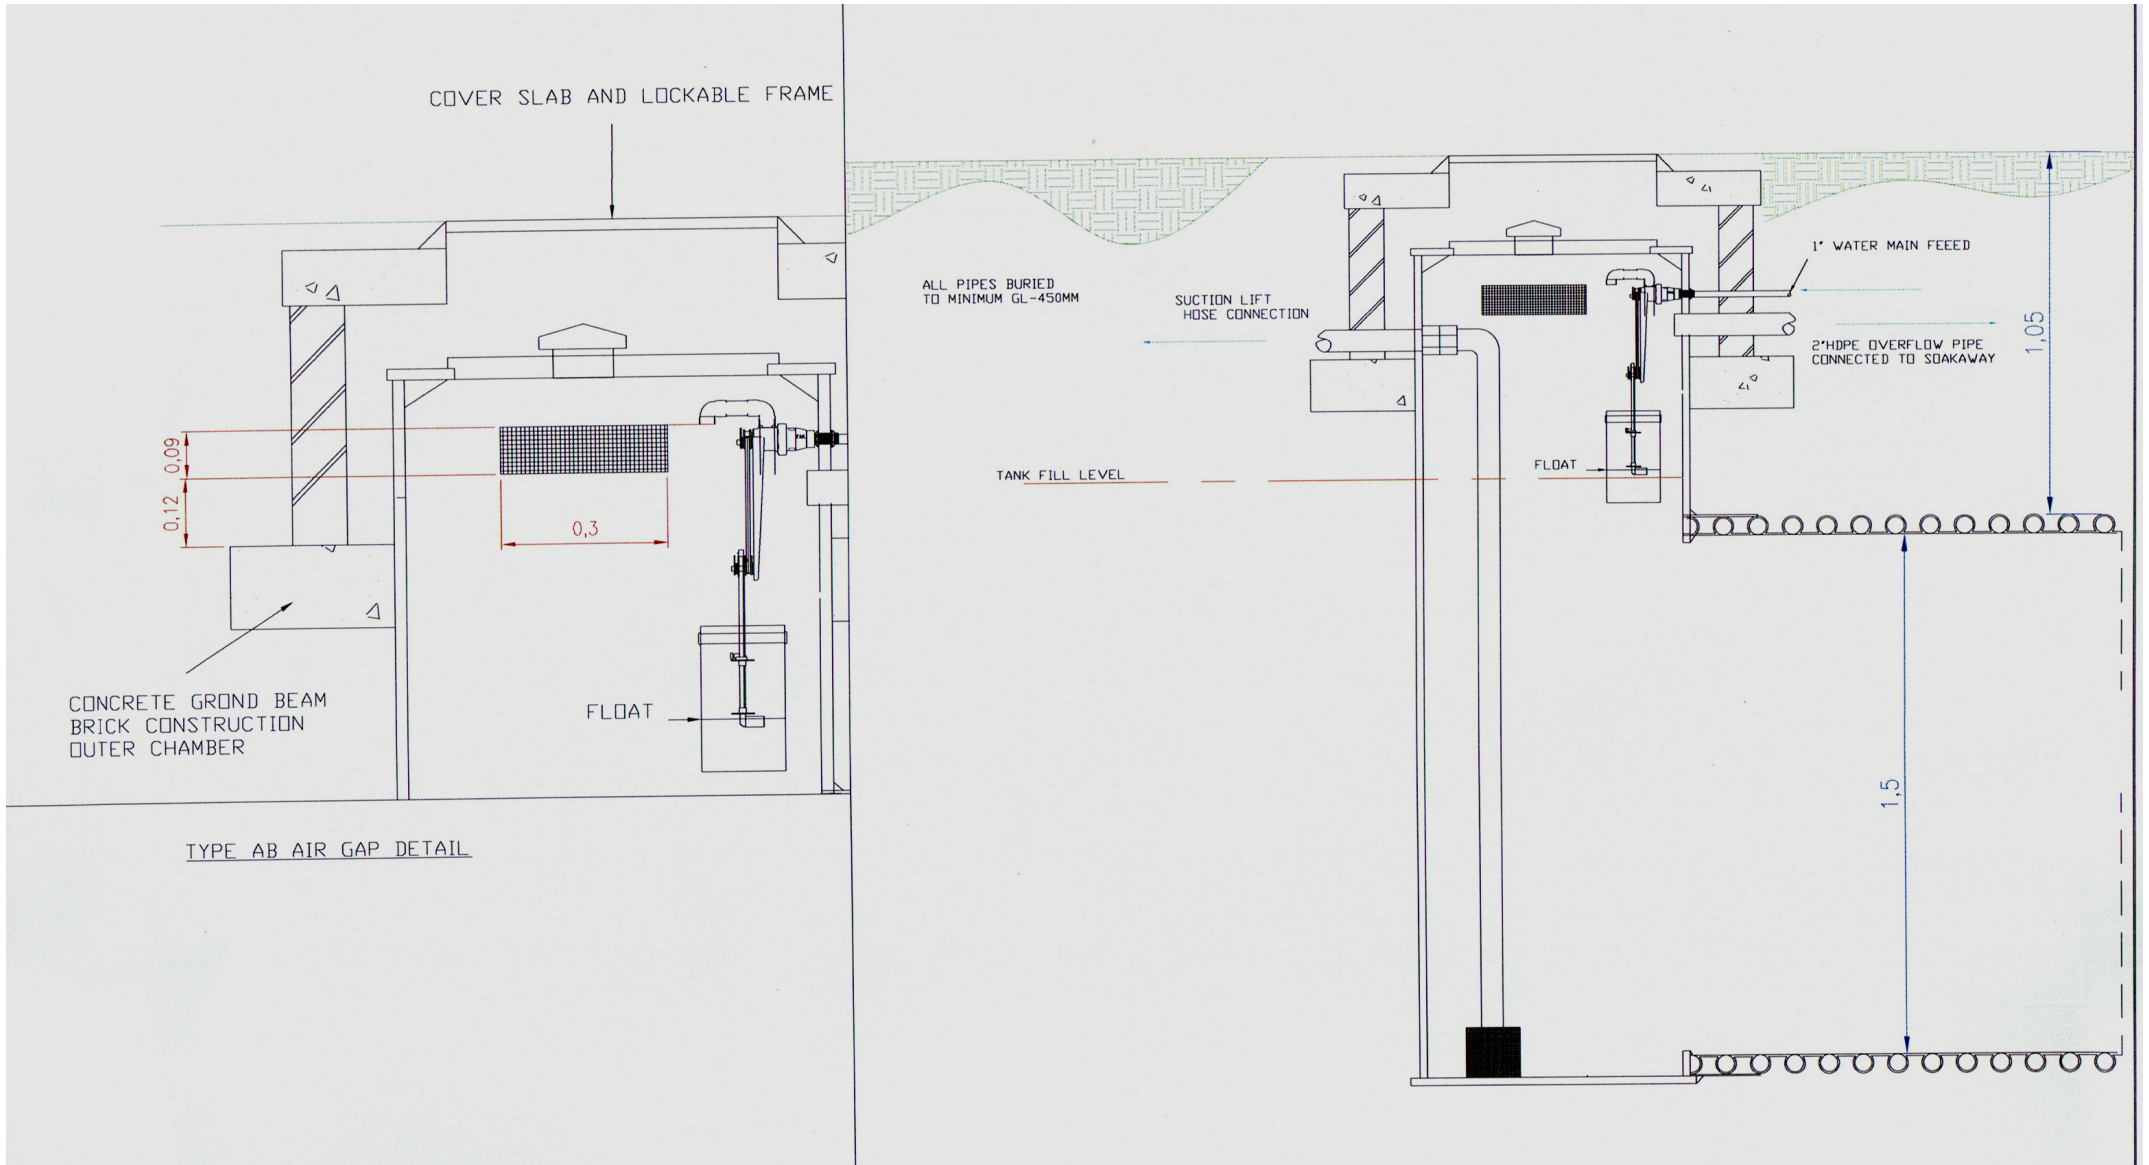 COVER SLAB AND LOCKABLE FRAME
0,09
0,12
0,3
CONCRETE GROND BEAM
BRICK CONSTRUCTION
OUTER CHAMBER
FLOAT
TYPE AB AIR GAP DETAIL
ALL PIPES BURIED
TO MINIMUM GL-450MM
SUCTION LIFT
HOSE CONNECTION
1" WATER MAIN FEEED
2"HDPE OVERFLOW PIPE
CONNECTED TO SOAKAWAY
1,05
TANK FILL LEVEL
FLOAT
1,5